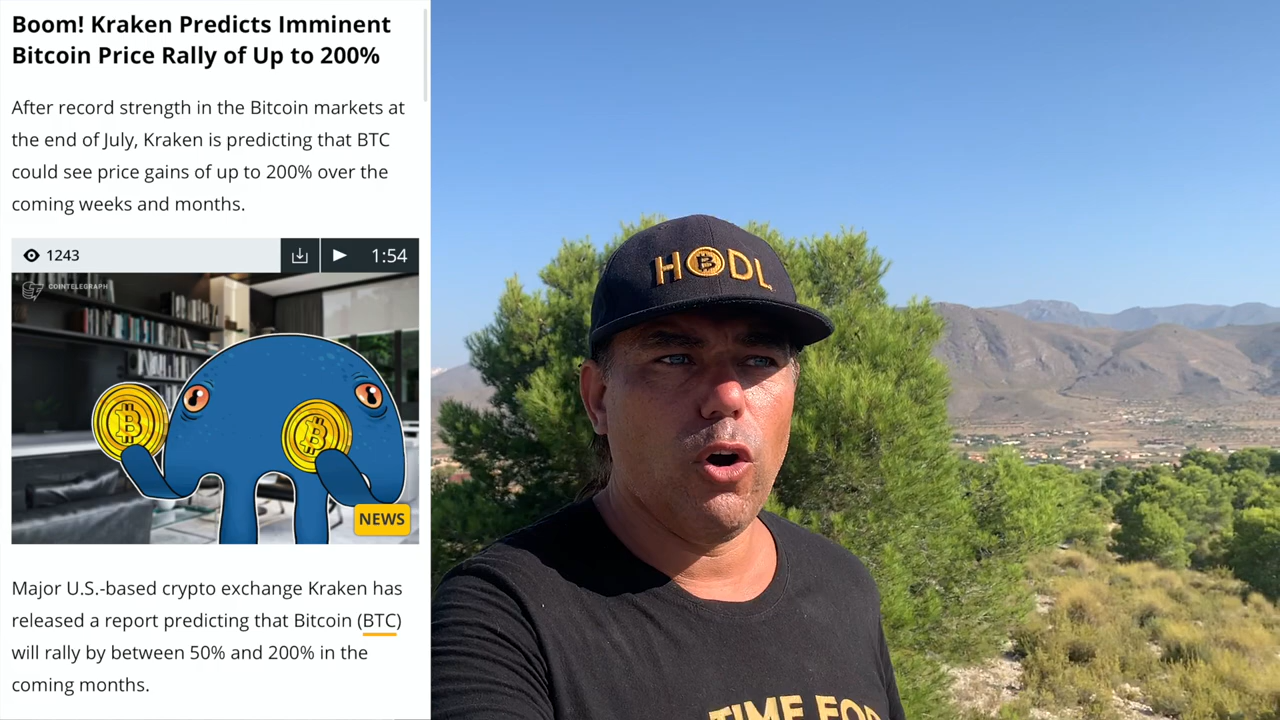 Boom! Kraken Predicts Imminent
Bitcoin Price Rally of Up to 200%
After record strength in the Bitcoin markets at
the end of July, Kraken is predicting that BTC
could see price gains of up to 200% over the
coming weeks and months.
1243
1:54
COINTELEGRAPH
NEWS
Major U.S.-based crypto exchange Kraken has
released a report predicting that Bitcoin (BTC)
will rally by between 50% and 200% in the
coming months.
HODL
TIME FOR